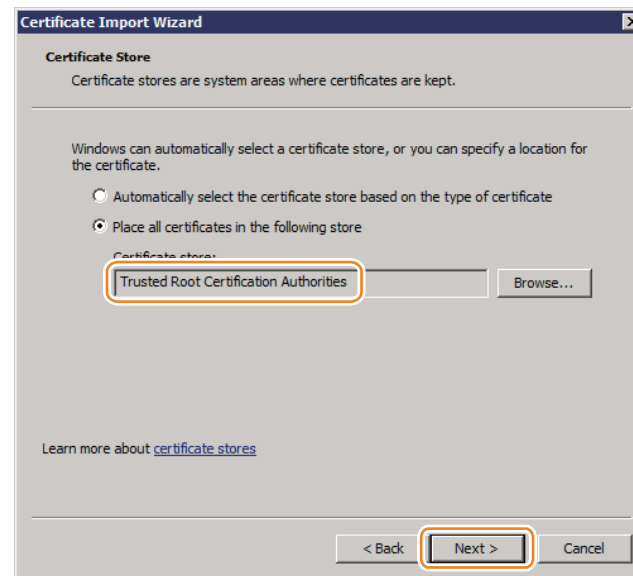 Certificate Import Wizard
Certificate Store
Certificate stores are system areas where certificates are kept.
Windows can automatically select a certificate store, or you can specify a location for
the certificate.
Automatically select the certificate store based on the type of certificate
Place all certificates in the following store
Certificate store:
Trusted Root Certification Authorities
Browse...
Learn more about certificate stores
< Back
Next >
Cancel